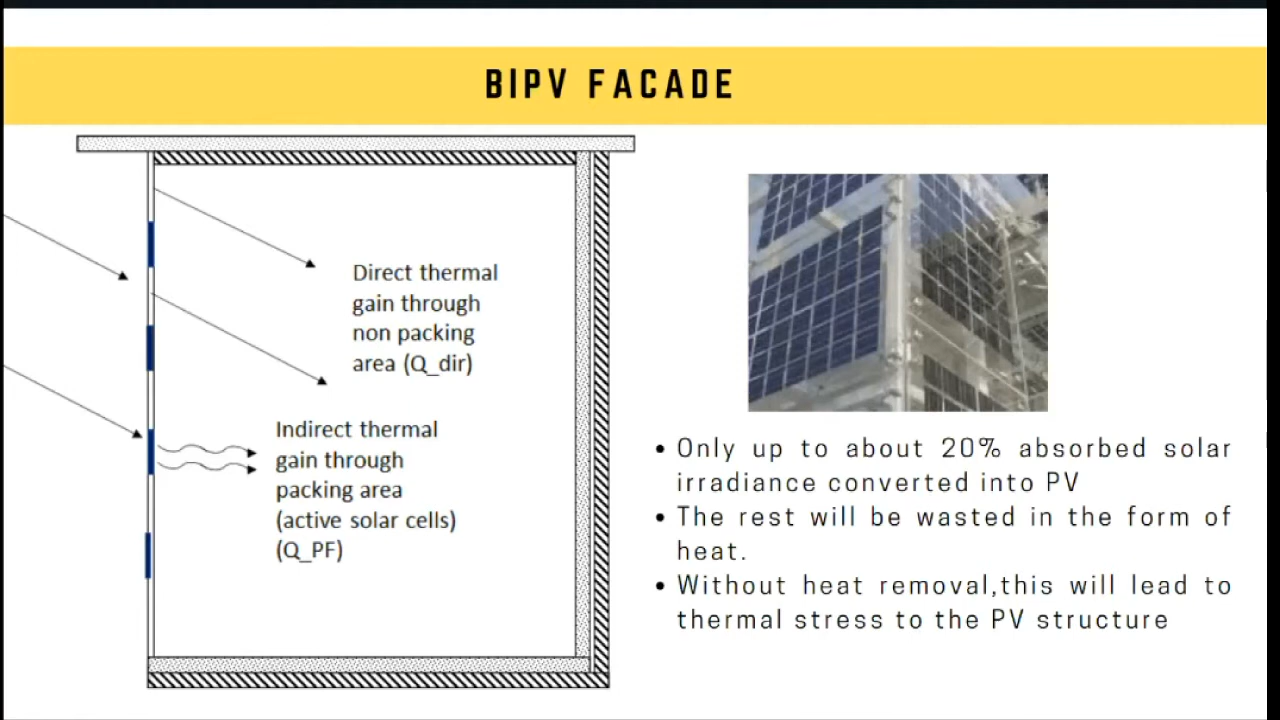 BIPV FACADE
Direct thermal
gain through
non packing
area (Q_dir)
Indirect thermal
gain through
packing area
(active solar cells)
(Q_PF)
• Only up to about 20% absorbed solar
irradiance converted into PV
• The rest will be wasted in the form of
heat.
• Without heat removal,this will lead to
thermal stress to the PV structure